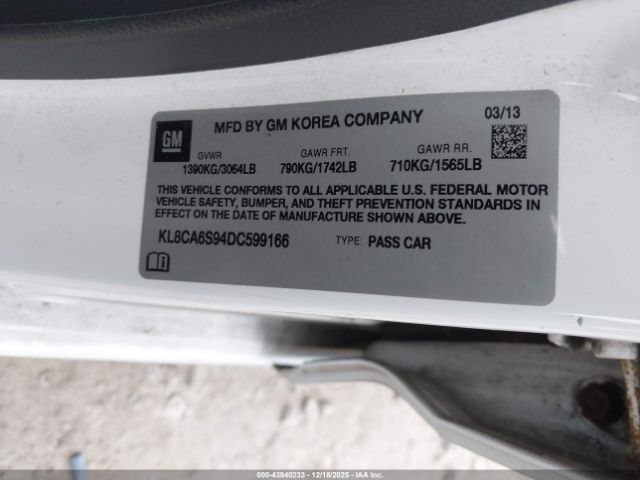 GM
MFD BY GM KOREA COMPANY
03/13
GVWR
GAWR FRT.
GAWR RR.
1390KG/3064LB
790KG/1742LB
710KG/1565LB
THIS VEHICLE CONFORMS TO ALL APPLICABLE U.S. FEDERAL MOTOR
VEHICLE SAFETY, BUMPER, AND THEFT PREVENTION STANDARDS IN
EFFECT ON THE DATE OF MANUFACTURE SHOWN ABOVE.
KL8CA6S94DC599166
TYPE: PASS CAR
000-43940233 - 12/18/2025 - IAA Inc.